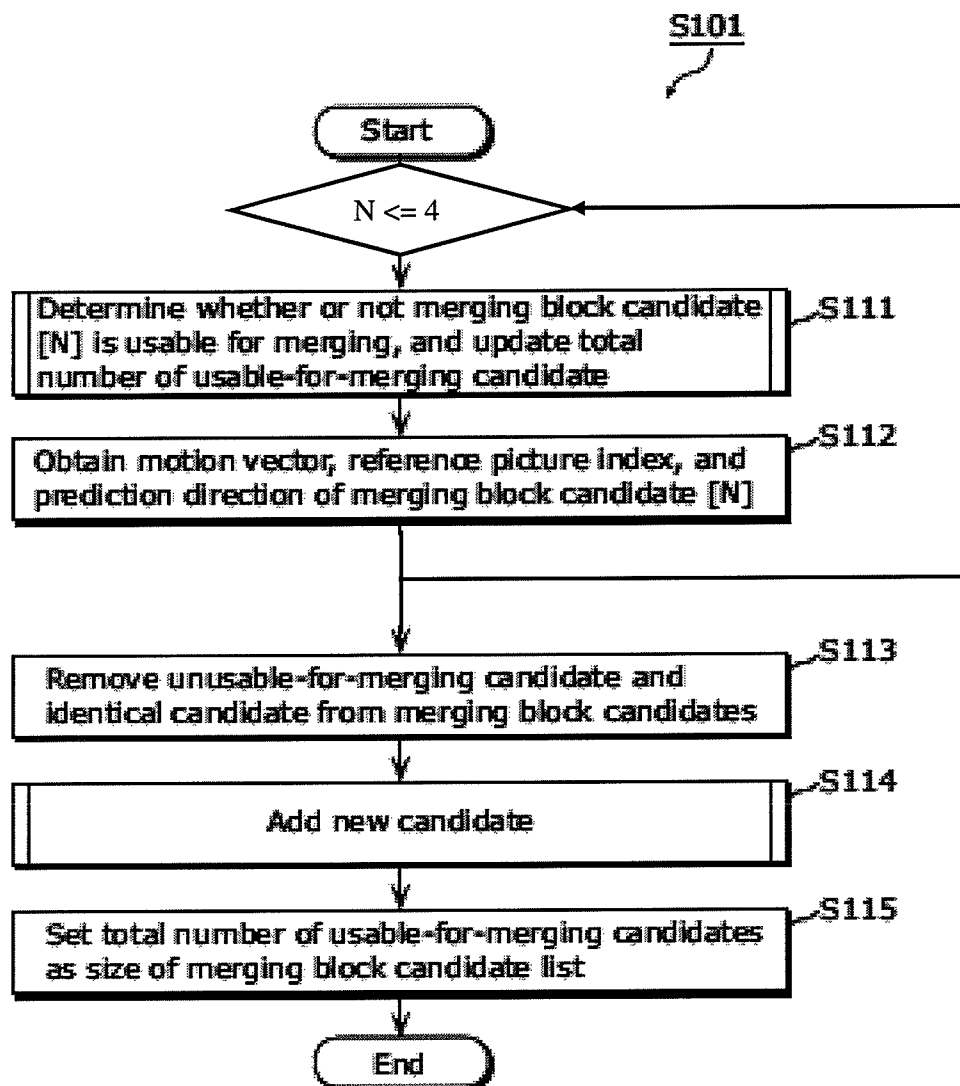 S101
Start
N <= 4
Determine whether or not merging block candidate
[N] is usable for merging, and update total
number of usable-for-merging candidate
S111
Obtain motion vector, reference picture index, and
prediction direction of merging block candidate [N]
S112
Remove unusable-for-merging candidate and
identical candidate from merging block candidates
S113
Add new candidate
S114
Set total number of usable-for-merging candidates
as size of merging block candidate list
S115
End